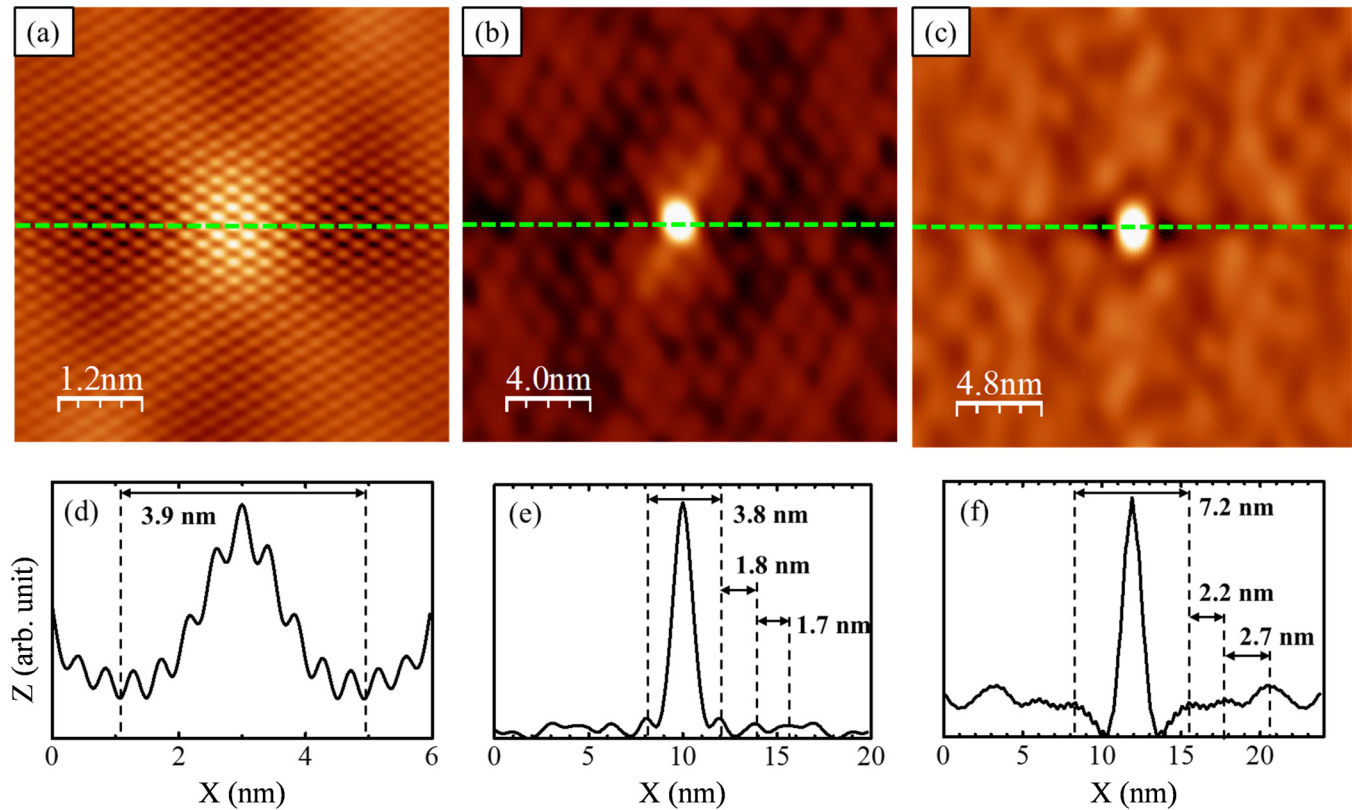 (a)
(b)
(c)
1.2nm
4.0nm
4.8nm
(d)
3.9 nm
(e)
3.8 nm
1.8 nm
1.7 nm
(f)
7.2 nm
2.2 nm
2.7 nm
Z (arb. unit)
0 2 4 6
0 5 10 15 20
0 5 10 15 20
X (nm)
X (nm)
X (nm)